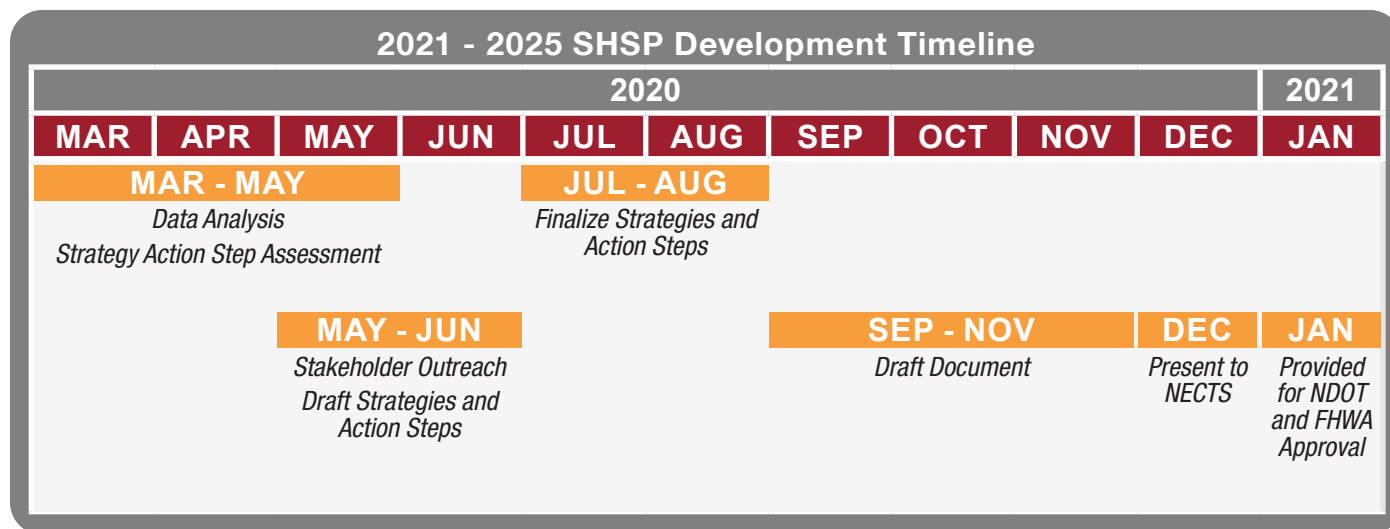 2021 - 2025 SHSP Development Timeline
2020 2021
MAR APR MAY JUN JUL AUG SEP OCT NOV DEC JAN
MAR - MAY
Data Analysis
Strategy Action Step Assessment
JUL - AUG
Finalize Strategies and
Action Steps
MAY - JUN
Stakeholder Outreach
Draft Strategies and
Action Steps
SEP - NOV
Draft Document
DEC
Present to
NECTS
JAN
Provided
for NDOT
and FHWA
Approval